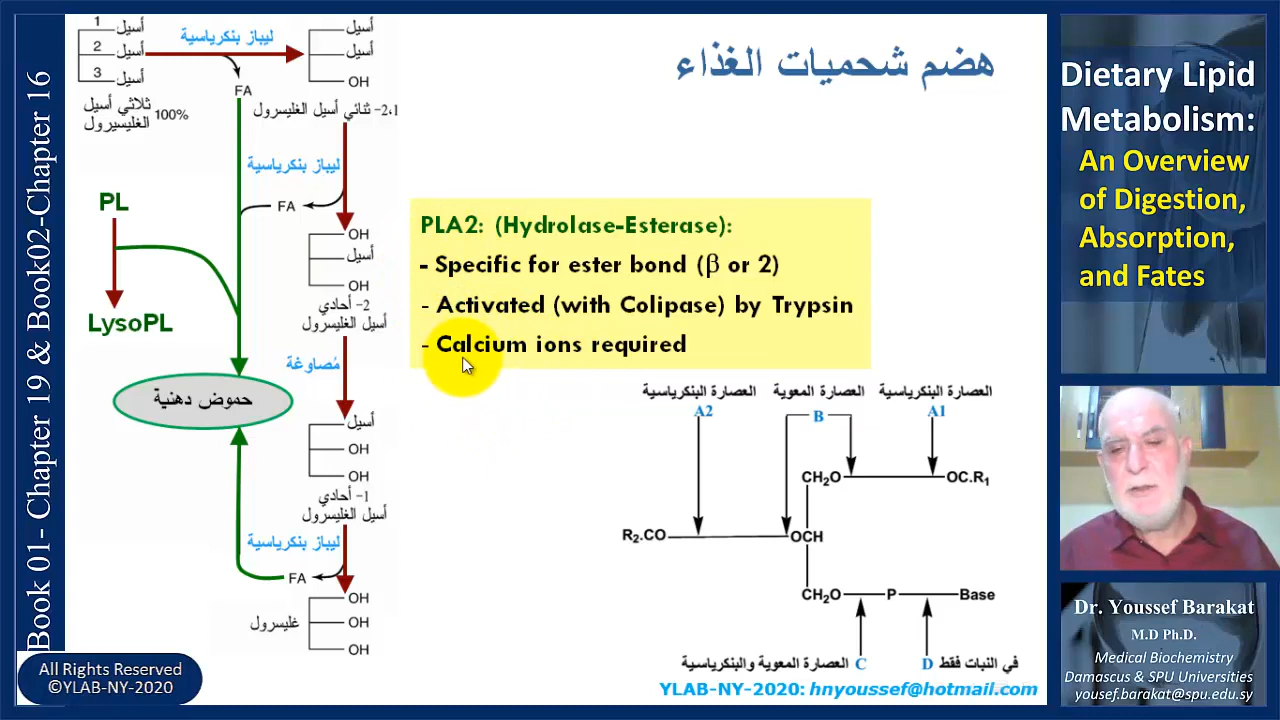 هضم شحميات الغذاء
1 أسيل
2 أسيل
3 أسيل
ثلاثي أسيل
الغليسيرول 100%
ليباز بنكرياسية
FA
أسيل
أسيل
OH
2،1- ثنائي أسيل الغليسرول
ليباز بنكرياسية
FA
PL
LysoPL
OH
أسيل
OH
2- أحادي
أسيل الغليسرول
مُصاوغة
حموض دهنية
أسيل
OH
OH
1- أحادي
أسيل الغليسرول
ليباز بنكرياسية
FA
OH
OH
OH
غليسرول
PLA2: (Hydrolase-Esterase):
- Specific for ester bond (β or 2)
- Activated (with Colipase) by Trypsin
- Calcium ions required
العصارة البنكرياسية
A2
العصارة المعوية
B
العصارة البنكرياسية
A1
CH₂O
OC.R₁
R₂.CO
OCH
CH₂O
P
Base
العصارة المعوية والبنكرياسية C
D في النبات فقط
YLAB-NY-2020: hnyoussef@hotmail.com
Book 01- Chapter 19 & Book02-Chapter 16
All Rights Reserved
©YLAB-NY-2020
Dietary Lipid
Metabolism:
An Overview
of Digestion,
Absorption,
and Fates
Dr. Youssef Barakat
M.D Ph.D.
Medical Biochemistry
Damascus & SPU Universities
yousef.barakat@spu.edu.sy